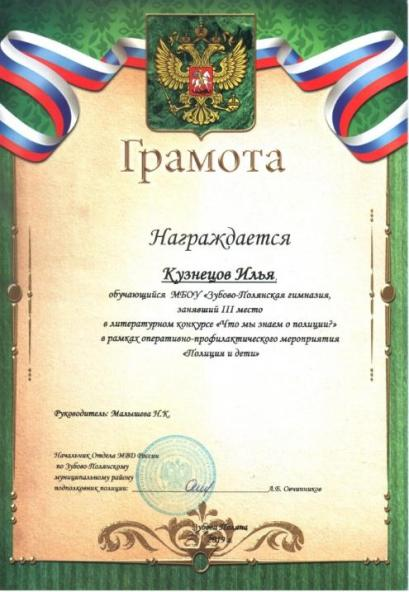 Грамота
Награждается
Кузнецов Илья,
обучающийся МБОУ «Зубово-Полянская гимназия,
занявший III место
в литературном конкурсе «Что мы знаем о полиции?»
в рамках оперативно-профилактического мероприятия
«Полиция и дети»
Руководитель: Малышева Н.К.
Начальник Отдела МВД России
по Зубово-Полянскому
муниципальному району
подполковник полиции: А.Б. Овчинников
Зубова Поляна
2019 г.